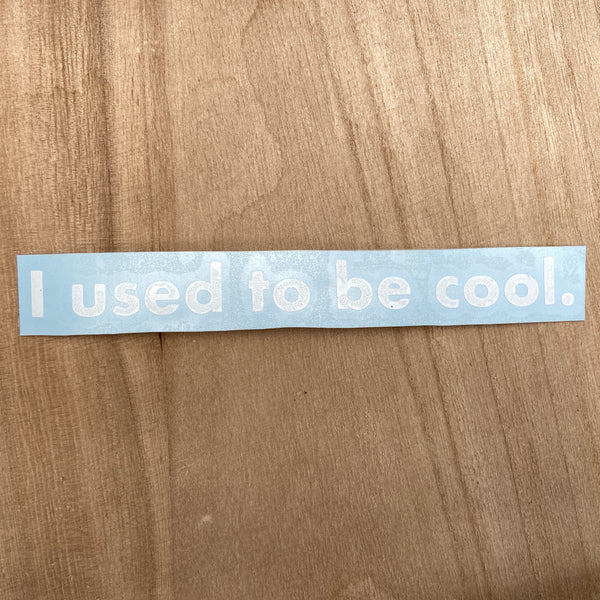 I used to be cool.